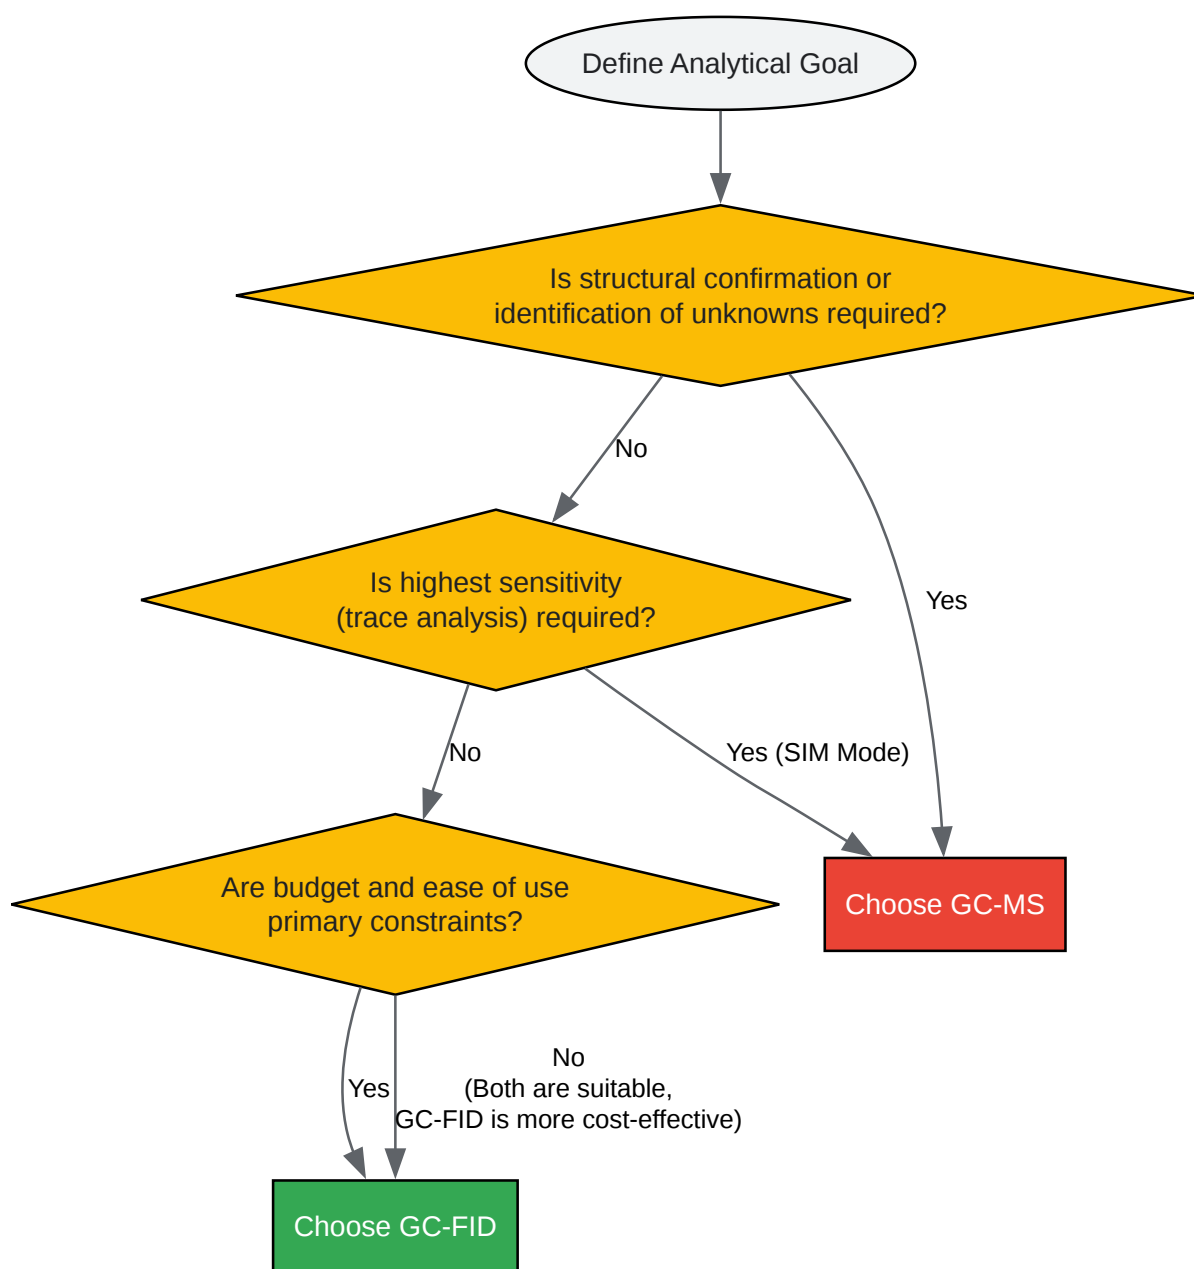 Define Analytical Goal
Is structural confirmation or
identification of unknowns required?
No
Yes
Is highest sensitivity
(trace analysis) required?
No
Yes (SIM Mode)
Are budget and ease of use
primary constraints?
Choose GC-MS
Yes
No
(Both are suitable,
GC-FID is more cost-effective)
Choose GC-FID